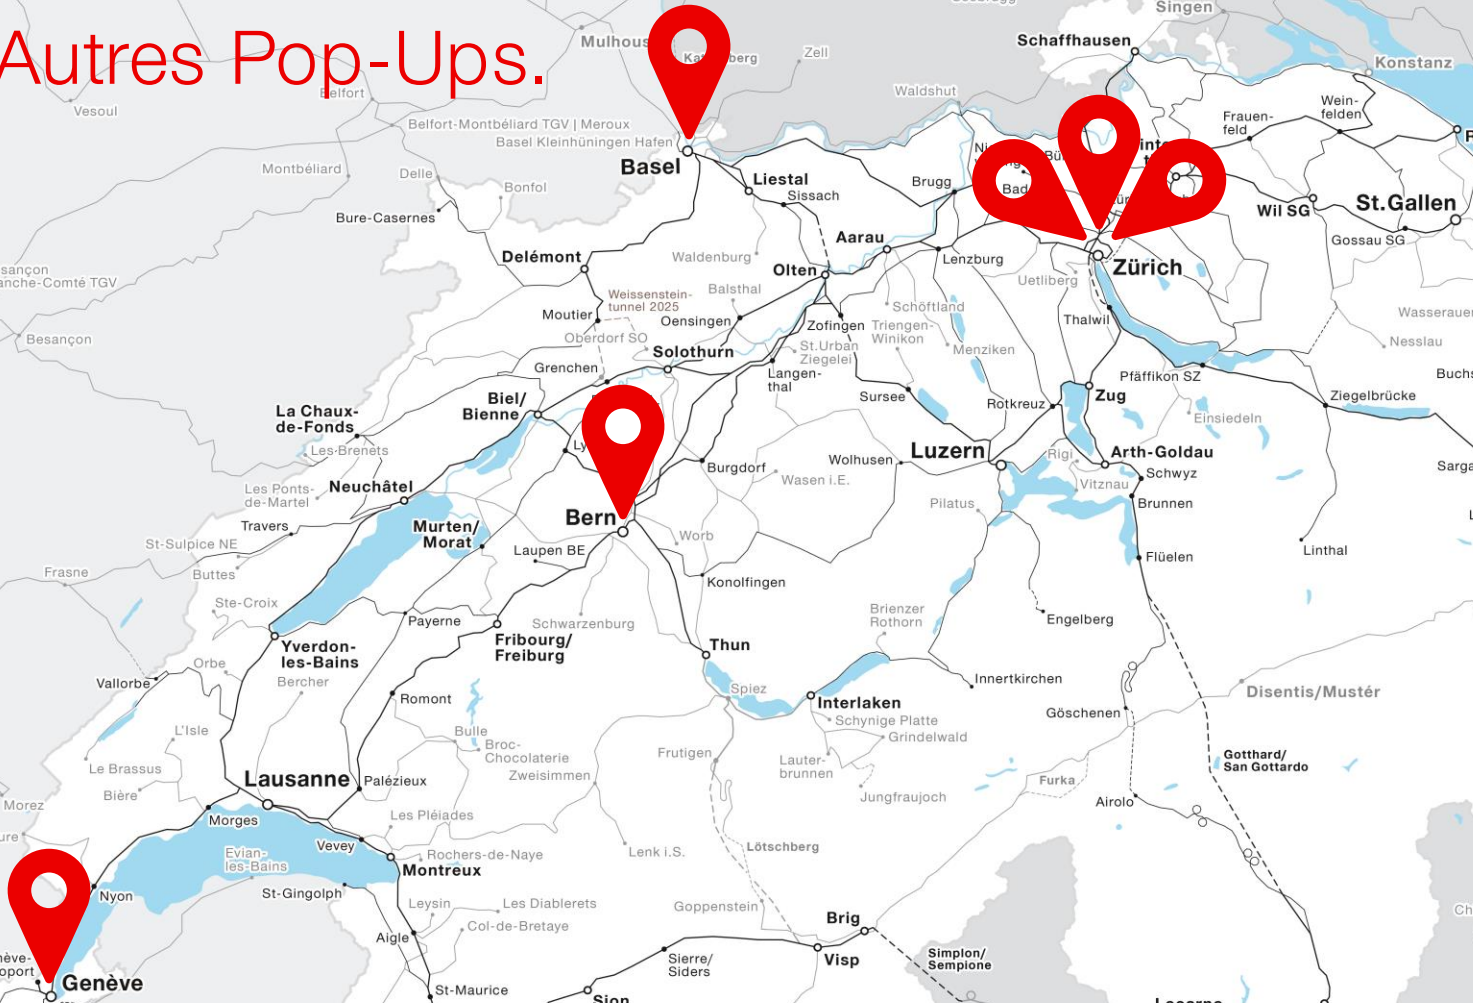 Autres Pop-Ups.
Singen
Schaffhausen
Konstanz
Zell
Waldshut
Belfort
Vesoul
Belfort-Montbéliard TGV | Meroux
Basel Kleinhüningen Hafen
Wein-
felden
Frauen-
feld
Montbéliard
Delle
Bonfol
Basel
Liestal
Sissach
Brugg
Bure-Casernes
Wil SG
St.Gallen
Gossau SG
Aarau
Delémont
Waldenburg
Olten
Lenzburg
Zürich
Uetliberg
Weissenstein-
tunnel 2025
Balsthal
Moutier
Oensingen
Schöftland
Zofingen
Thalwil
Oberdorf SO
Triengen-
Winikon
Besançon
Nesslau
Solothurn
St.Urban
Ziegelei
Menziken
Grenchen
Langen-
thal
Pfäffikon SZ
Biel/
Bienne
Sursee
Rotkreuz
Zug
Ziegelbrücke
La Chaux-
de-Fonds
Einsiedeln
Les Brenets
Luzern
Rigi
Arth-Goldau
Wolhusen
Burgdorf
Schwyz
Wasen i.E.
Vitznau
Neuchâtel
Les Ponts-
de-Martel
Pilatus
Brunnen
Bern
Travers
Murten/
Morat
Worb
St-Sulpice NE
Laupen BE
Linthal
Flüelen
Frasne
Buttes
Konolfingen
Ste-Croix
Brienzer
Rothorn
Payerne
Schwarzenburg
Engelberg
Yverdon-
les-Bains
Fribourg/
Freiburg
Thun
Orbe
Bercher
Vallorbe
Innertkirchen
Romont
Spiez
Disentis/Mustér
Interlaken
Göschenen
L'Isle
Bulle
Schynige Platte
Grindelwald
Broc-
Chocolaterie
Frutigen
Lauter-
brunnen
Gotthard/
San Gottardo
Le Brassus
Lausanne
Palézieux
Zweisimmen
Furka
Bière
Jungfraujoch
Airolo
Morez
Morges
Les Pléiades
Vevey
Lötschberg
Evian-
les-Bains
Rochers-de-Naye
Lenk i.S.
Montreux
Nyon
St-Gingolph
Leysin
Les Diablerets
Goppenstein
Col-de-Bretaye
Brig
Aigle
Sierre/
Siders
Visp
Simplon/
Sempione
Genève
St-Maurice
Sion